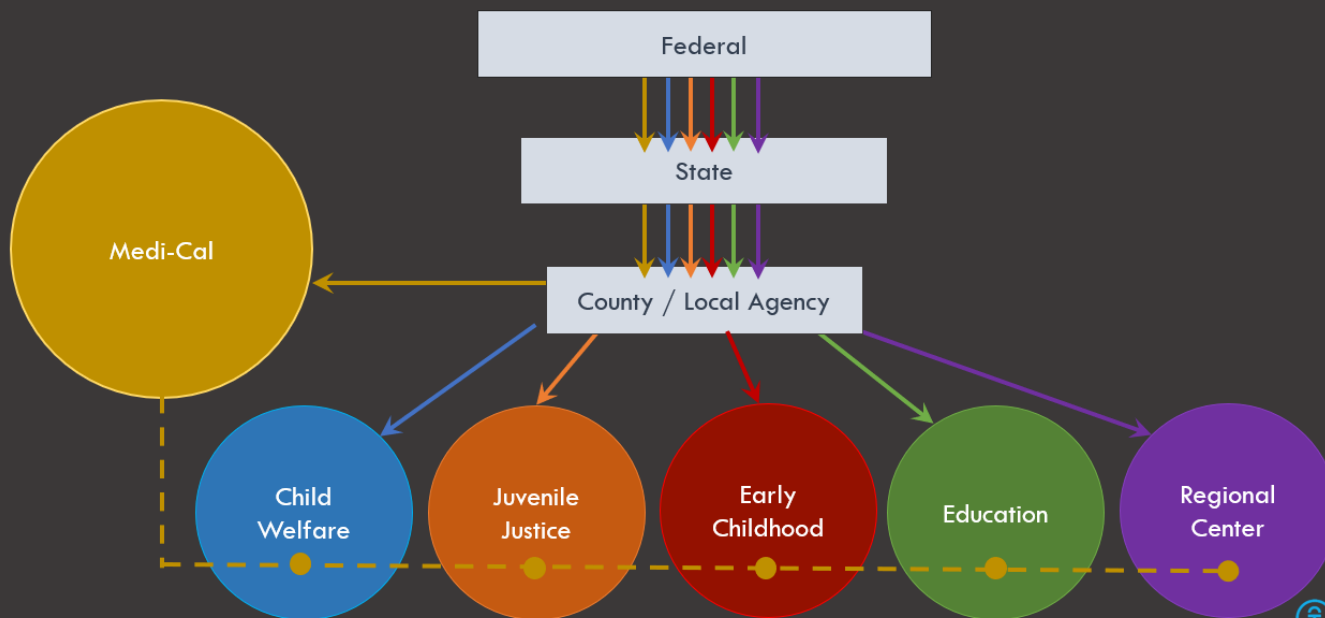 Federal
State
Medi-Cal
County / Local Agency
Child
Welfare
Juvenile
Justice
Early
Childhood
Education
Regional
Center